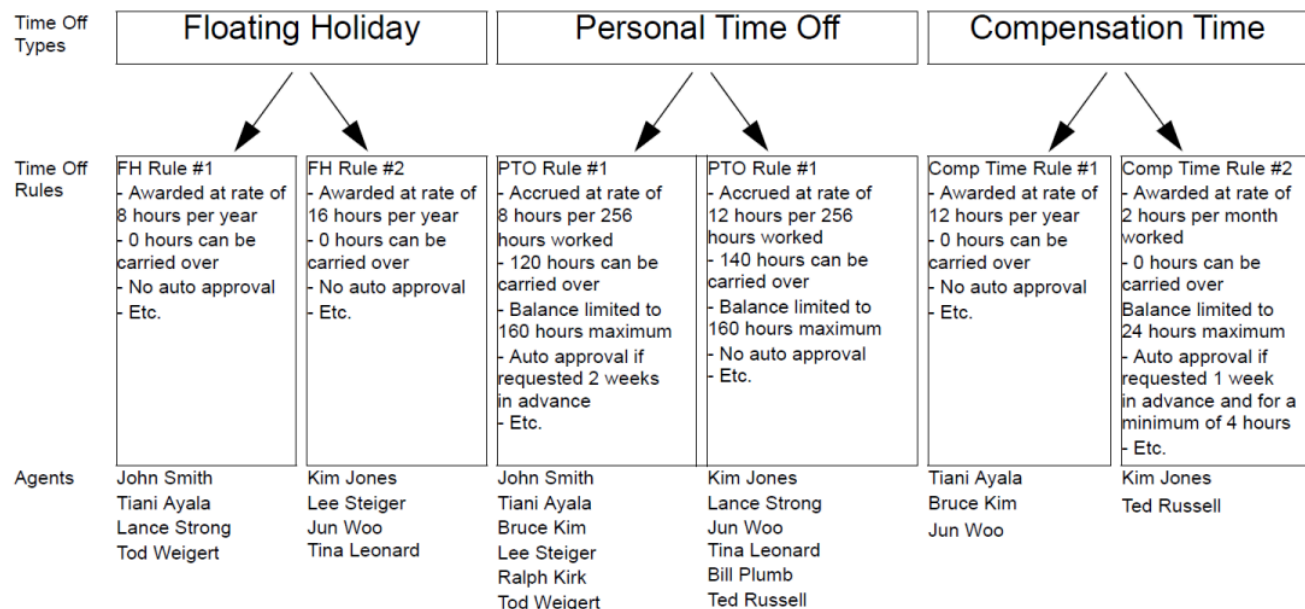 Time Off
Types
Floating Holiday
Personal Time Off
Compensation Time
Time Off
Rules
FH Rule #1
- Awarded at rate of
8 hours per year
- 0 hours can be
carried over
- No auto approval
- Etc.
FH Rule #2
- Awarded at rate of
16 hours per year
- 0 hours can be
carried over
- No auto approval
- Etc.
PTO Rule #1
- Accrued at rate of
8 hours per 256
hours worked
- 120 hours can be
carried over
- Balance limited to
160 hours maximum
- Auto approval if
requested 2 weeks
in advance
- Etc.
PTO Rule #1
- Accrued at rate of
12 hours per 256
hours worked
- 140 hours can be
carried over
- Balance limited to
160 hours maximum
- No auto approval
- Etc.
Comp Time Rule #1
- Awarded at rate of
12 hours per year
- 0 hours can be
carried over
- No auto approval
- Etc.
Comp Time Rule #2
- Awarded at rate of
2 hours per month
worked
- 0 hours can be
carried over
Balance limited to
24 hours maximum
- Auto approval if
requested 1 week
in advance and for a
minimum of 4 hours
- Etc.
Agents
John Smith
Tiani Ayala
Lance Strong
Tod Weigert
Kim Jones
Lee Steiger
Jun Woo
Tina Leonard
John Smith
Tiani Ayala
Bruce Kim
Lee Steiger
Ralph Kirk
Tod Weigert
Kim Jones
Lance Strong
Jun Woo
Tina Leonard
Bill Plumb
Ted Russell
Tiani Ayala
Bruce Kim
Jun Woo
Kim Jones
Ted Russell